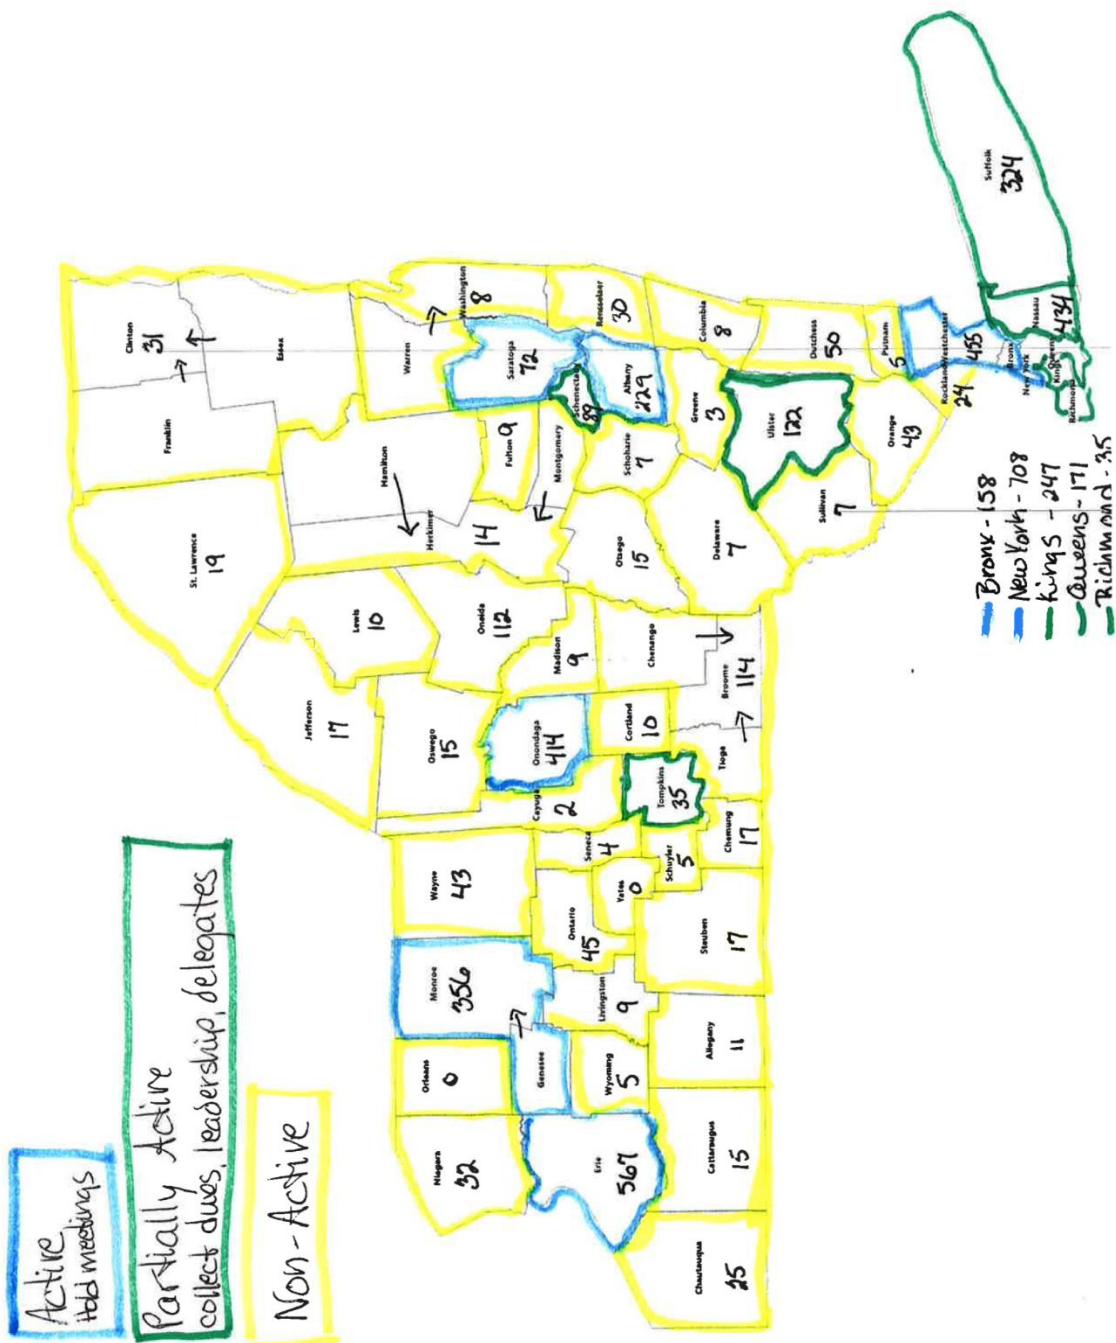 Active
Hold meetings
Partially Active
collect dues, leadership, delegates
Non-Active
Clinton
31
Franklin
Essex
St. Lawrence
19
Jefferson
17
Lewis
10
Herkimer
14
Hamilton
Warren
Washington
8
Saratoga
72
Fulton
9
Oneida
112
Oswego
15
Niagara
32
Orleans
0
Monroe
356
Wayne
43
Cayuga
2
Onondaga
414
Madison
9
Montgomery
Schenectady
89
Rensselaer
30
Albany
229
Schoharie
7
Otsego
15
Chenango
Cortland
10
Tompkins
35
Seneca
4
Ontario
45
Yates
0
Livingston
9
Genesee
Wyoming
5
Erie
567
Chautauqua
25
Cattaraugus
15
Allegany
11
Steuben
17
Schuyler
5
Chemung
17
Tioga
Broome
114
Delaware
7
Greene
3
Columbia
8
Ulster
122
Dutchess
50
Sullivan
7
Orange
43
Putnam
5
Rockland
24
Westchester
455
Bronx
New York
Queens
Kings
Richmond
Nassau
434
Suffolk
324
Bronx - 158
New York - 708
Kings - 247
Queens - 171
Richmond - 35